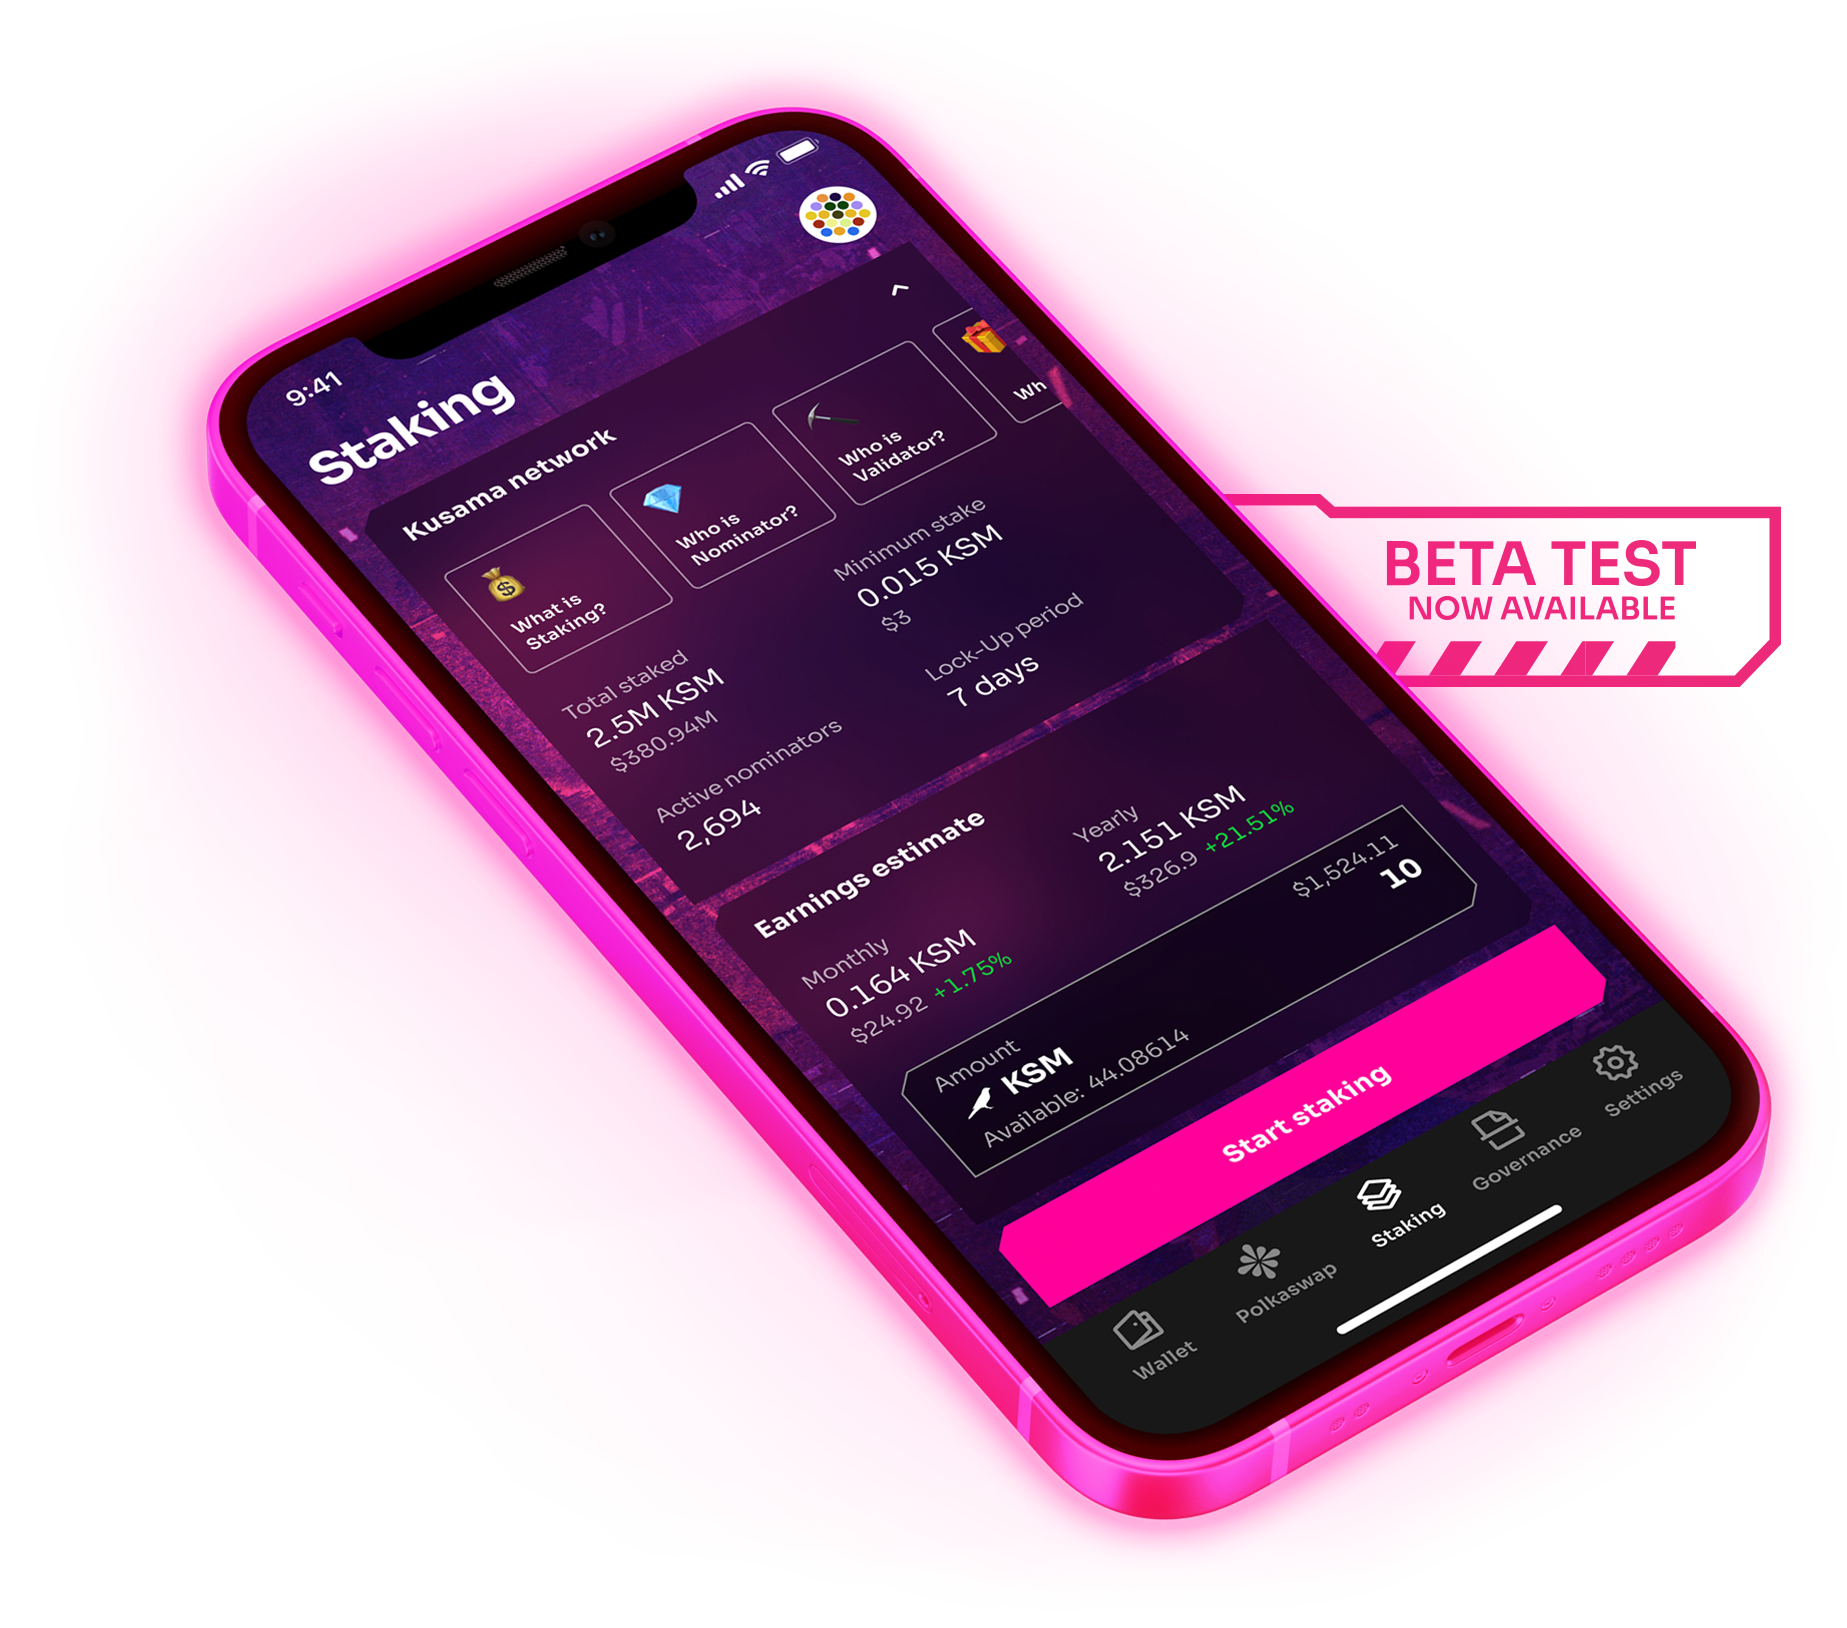 9:41
Staking
Kusama network
What is
Staking?
Who is
Nominator?
Who is
Validator?
Wh
Total staked
2.5M KSM
$380.94M
Minimum stake
0.015 KSM
$3
Active nominators
2,694
Lock-Up period
7 days
Earnings estimate
Monthly
0.164 KSM
$24.92 +1.75%
Yearly
2.151 KSM
$326.9 +21.51%
Amount
$1,524.11
KSM
10
Available: 44.08614
Start staking
Wallet
Polkaswap
Staking
Governance
Settings
BETA TEST
NOW AVAILABLE